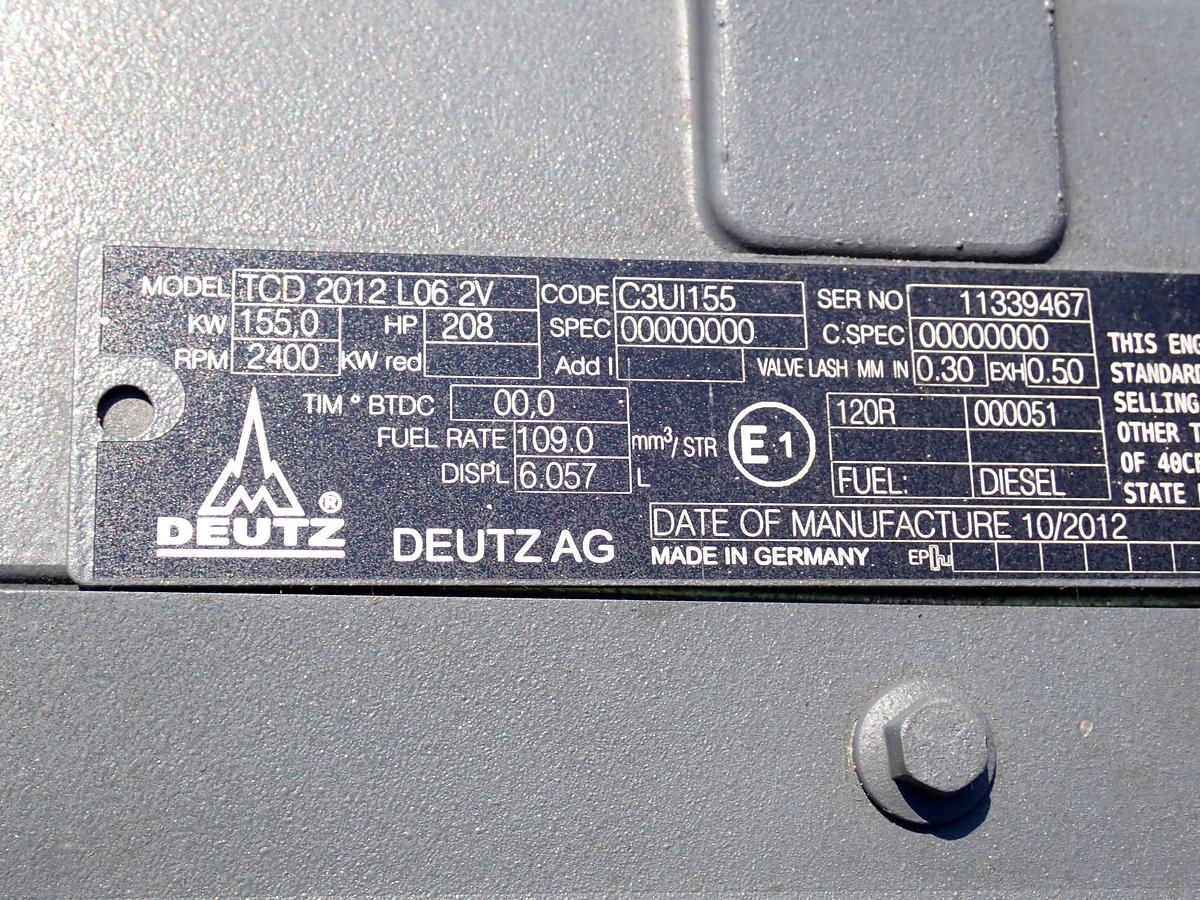 MODEL TCD 2012 L06 2V CODE C3UI155 SER NO 11339467
KW 155.0 HP 208 SPEC 00000000 C.SPEC 00000000
RPM 2400 KW red Add I VALVE LASH MM IN 0.30 EXH 0.50
TIM ° BTDC 00.0
FUEL RATE 109.0 mm³/ STR
DISPL 6.057 L
E1
120R 000051
FUEL: DIESEL
THIS ENG
STANDARD
SELLING
OTHER T
OF 40CF
STATE
DEUTZ®
DEUTZ AG
DATE OF MANUFACTURE 10/2012
MADE IN GERMANY EP